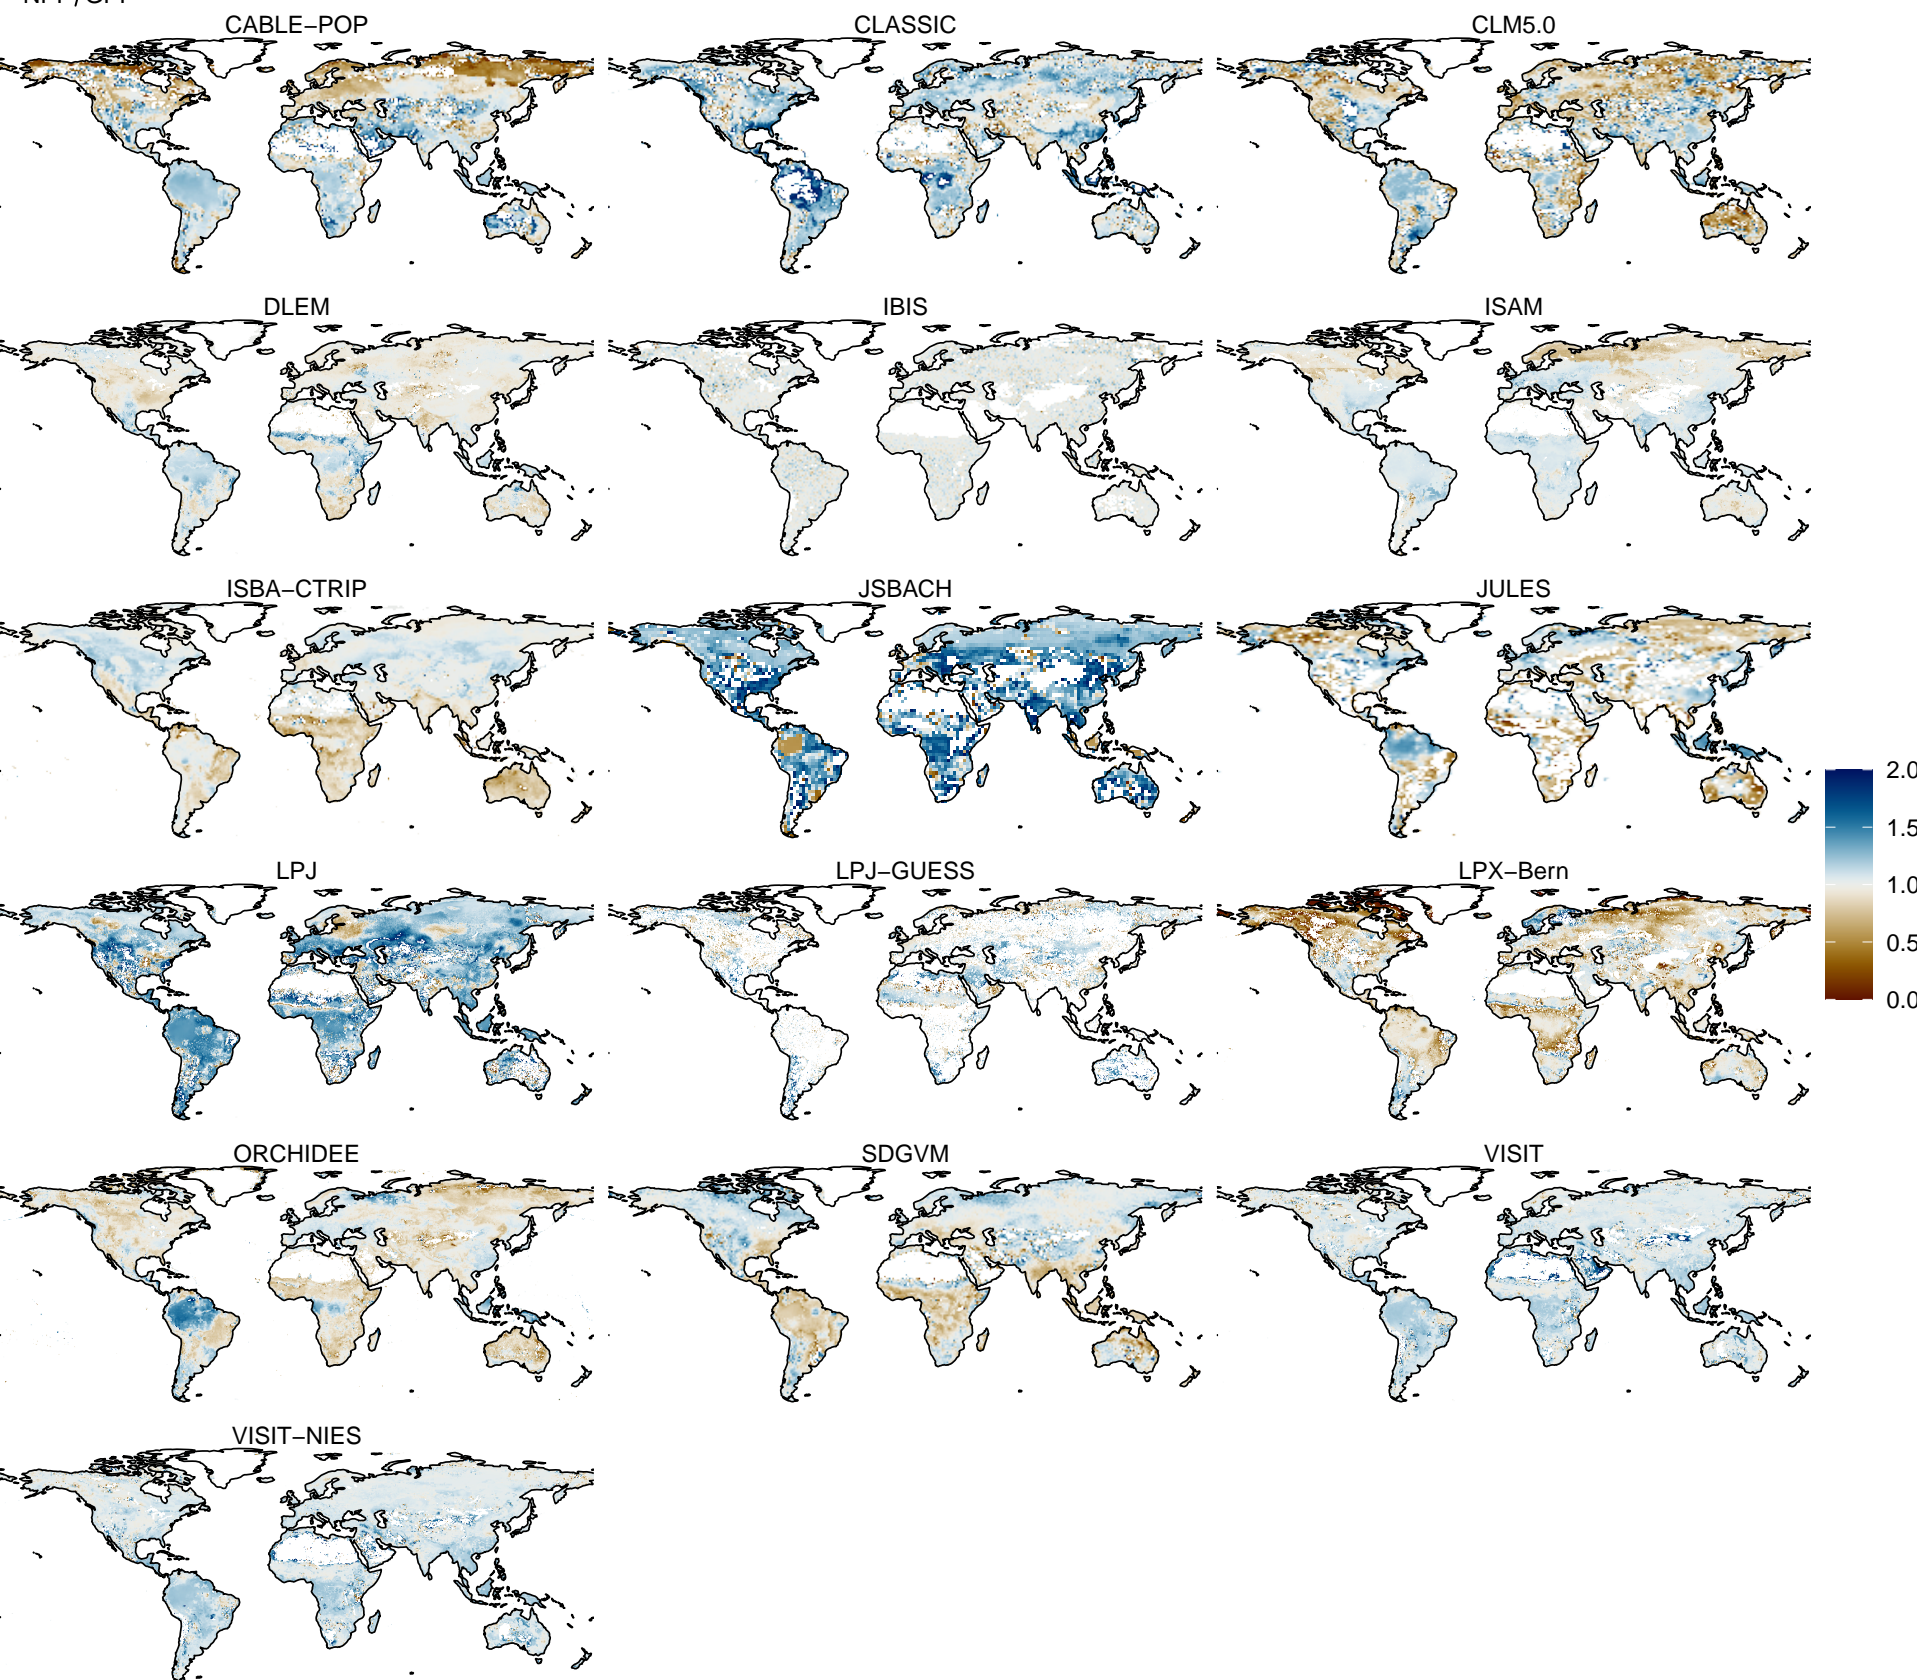 CABLE−POP CLASSIC CLM5.0
DLEM IBIS ISAM
ISBA−CTRIP JSBACH JULES
2.0
1.5
LPJ LPJ−GUESS LPX−Bern
1.0
0.5
0.0
ORCHIDEE SDGVM VISIT
VISIT−NIES